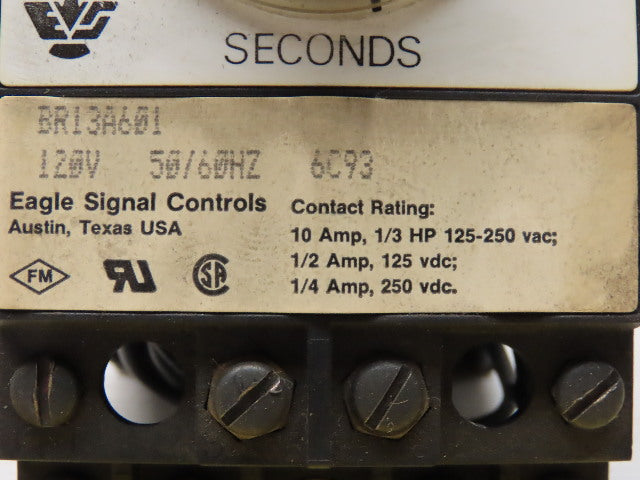 SECONDS
BR13A601
120V 50/60HZ 6C93
Eagle Signal Controls
Austin, Texas USA
Contact Rating:
10 Amp, 1/3 HP 125-250 vac;
1/2 Amp, 125 vdc;
1/4 Amp, 250 vdc.
FM